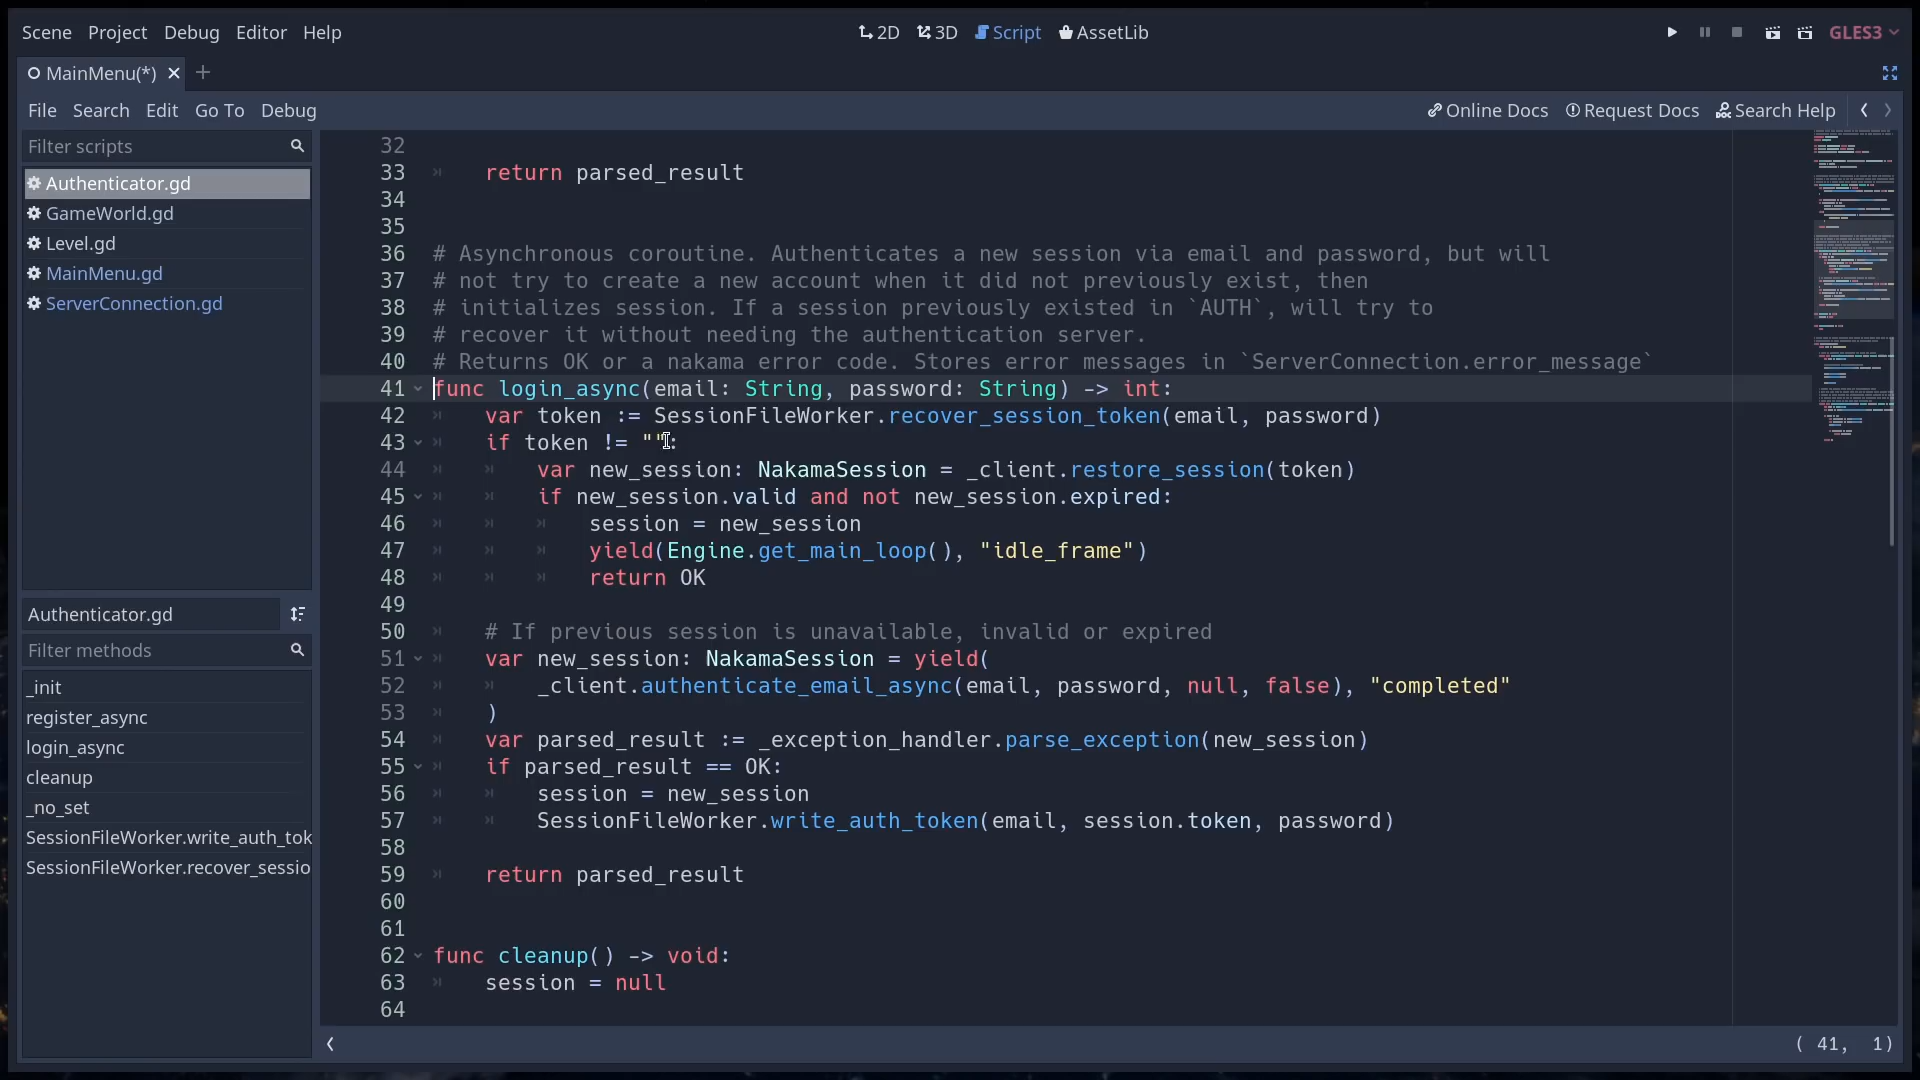 Scene Project Debug Editor Help
2D 3D Script AssetLib
GLES3
MainMenu(*)
File Search Edit Go To Debug
Online Docs Request Docs Search Help
Filter scripts
Authenticator.gd
GameWorld.gd
Level.gd
MainMenu.gd
ServerConnection.gd
Authenticator.gd
Filter methods
_init
register_async
login_async
cleanup
_no_set
SessionFileWorker.write_auth_tok
SessionFileWorker.recover_sessio
32
33 return parsed_result
34
35
36 # Asynchronous coroutine. Authenticates a new session via email and password, but will
37 # not try to create a new account when it did not previously exist, then
38 # initializes session. If a session previously existed in `AUTH`, will try to
39 # recover it without needing the authentication server.
40 # Returns OK or a nakama error code. Stores error messages in `ServerConnection.error_message`
41 func login_async(email: String, password: String) -> int:
42 var token := SessionFileWorker.recover_session_token(email, password)
43 if token != "":
44 var new_session: NakamaSession = _client.restore_session(token)
45 if new_session.valid and not new_session.expired:
46 session = new_session
47 yield(Engine.get_main_loop(), "idle_frame")
48 return OK
49
50 # If previous session is unavailable, invalid or expired
51 var new_session: NakamaSession = yield(
52 _client.authenticate_email_async(email, password, null, false), "completed"
53 )
54 var parsed_result := _exception_handler.parse_exception(new_session)
55 if parsed_result == OK:
56 session = new_session
57 SessionFileWorker.write_auth_token(email, session.token, password)
58
59 return parsed_result
60
61
62 func cleanup() -> void:
63 session = null
64
( 41, 1)